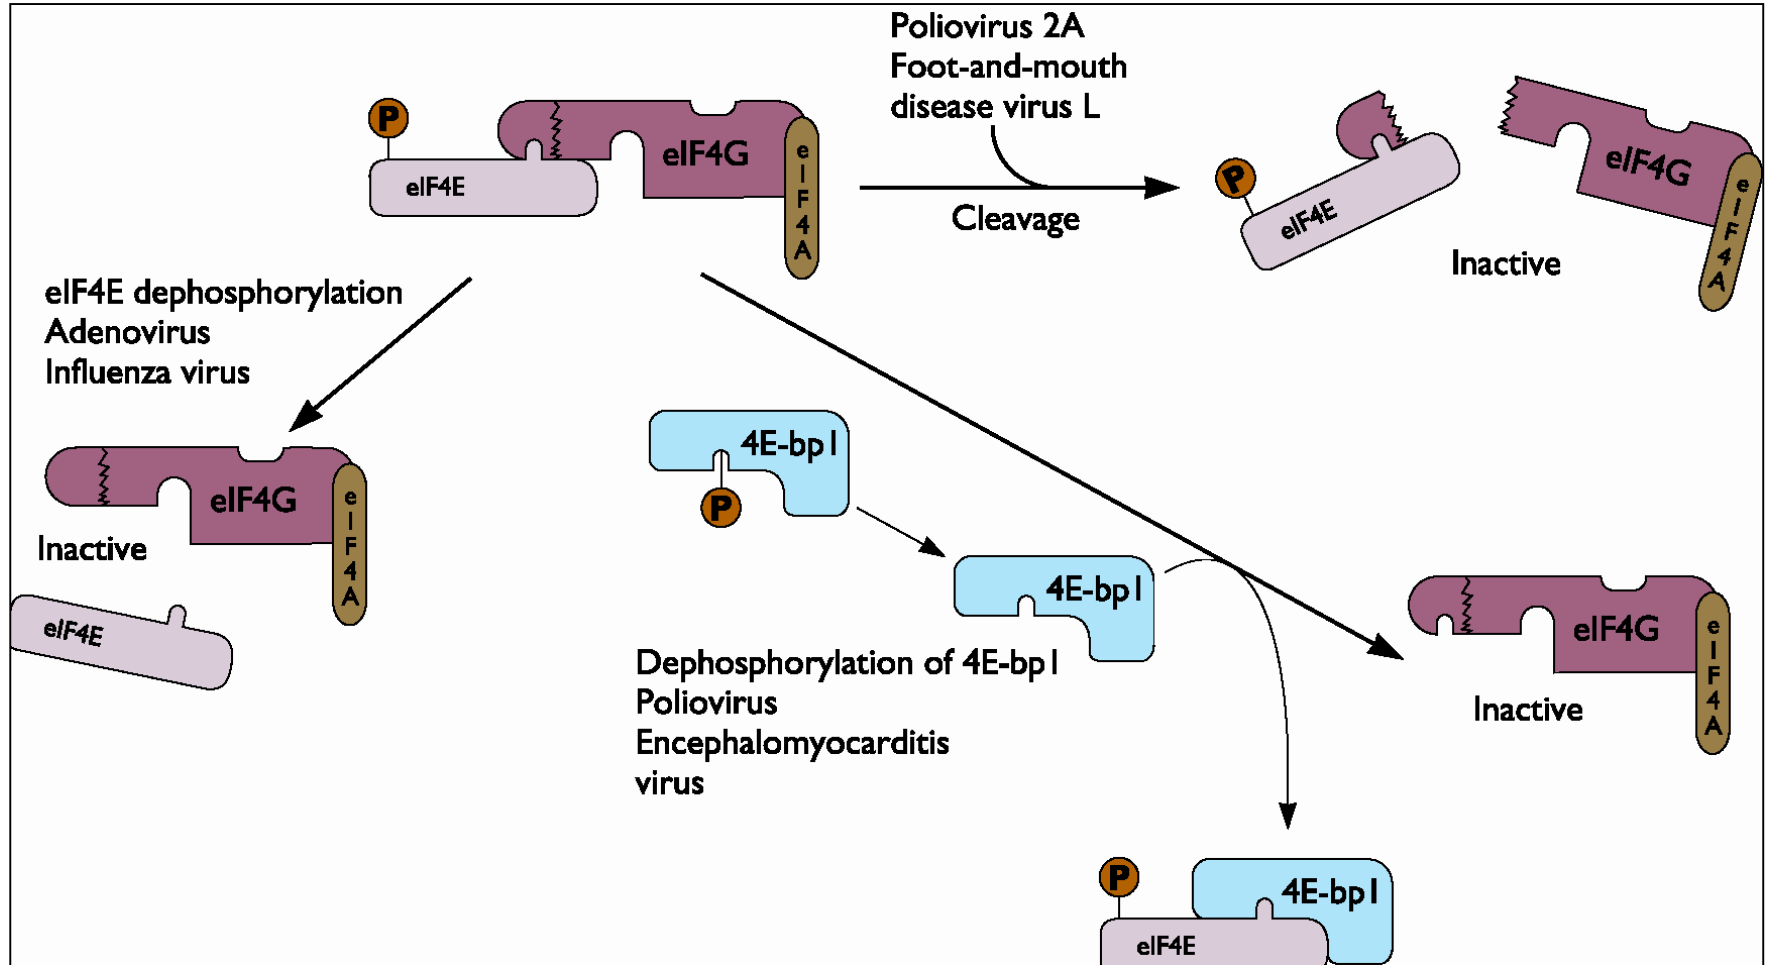 Poliovirus 2A
Foot-and-mouth
disease virus L
Cleavage
P
eIF4E
eIF4G
eIF4A
P
eIF4E
eIF4G
eIF4A
Inactive
eIF4E dephosphorylation
Adenovirus
Influenza virus
eIF4G
eIF4A
Inactive
eIF4E
4E-bp1
P
4E-bp1
Dephosphorylation of 4E-bp1
Poliovirus
Encephalomyocarditis
virus
eIF4G
eIF4A
Inactive
P
4E-bp1
eIF4E